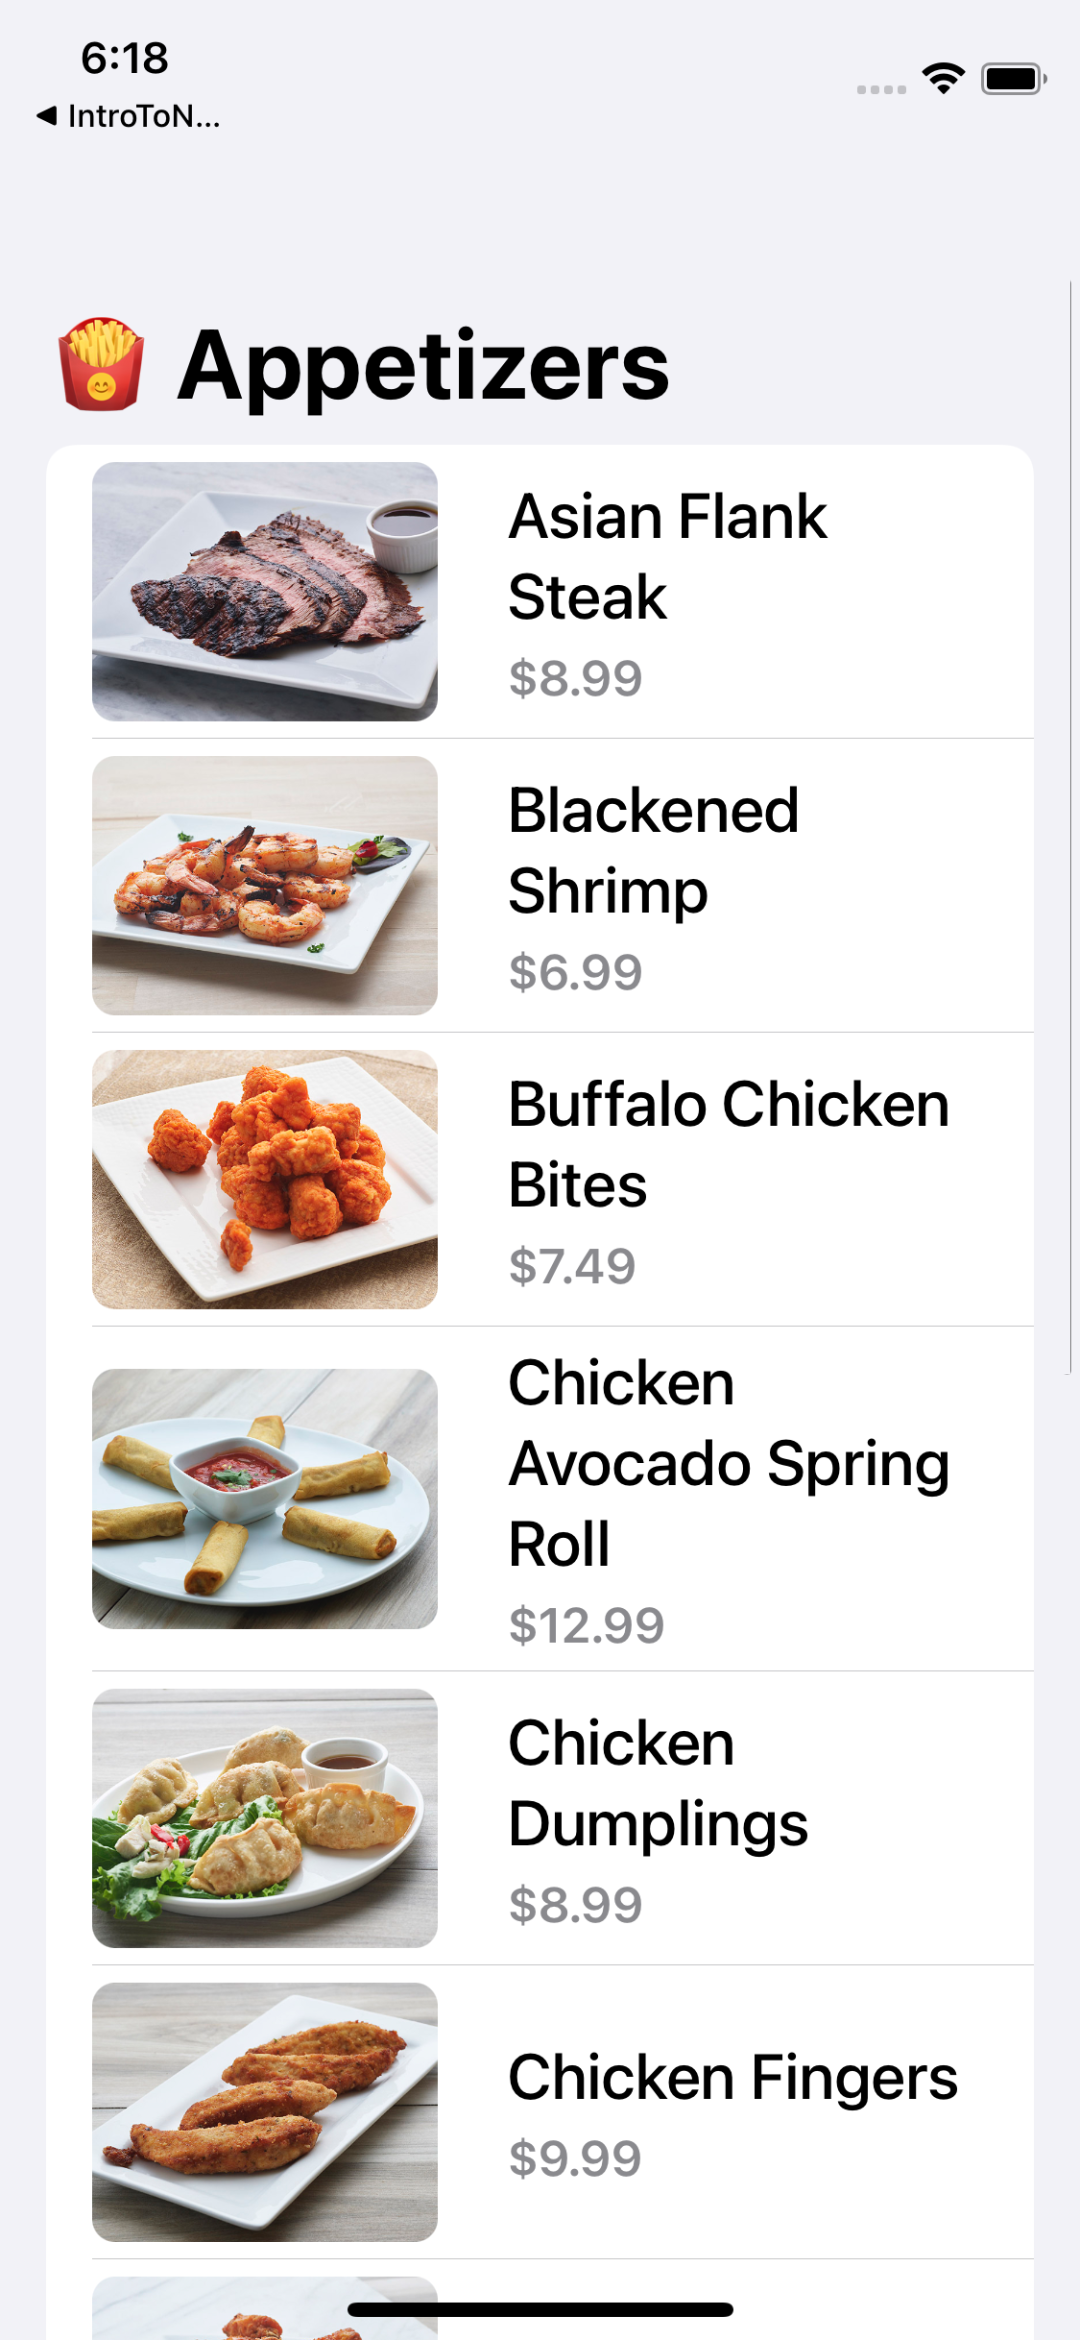 6:18
◀ IntroToN...
🍟 Appetizers
Asian Flank
Steak
$8.99
Blackened
Shrimp
$6.99
Buffalo Chicken
Bites
$7.49
Chicken
Avocado Spring
Roll
$12.99
Chicken
Dumplings
$8.99
Chicken Fingers
$9.99